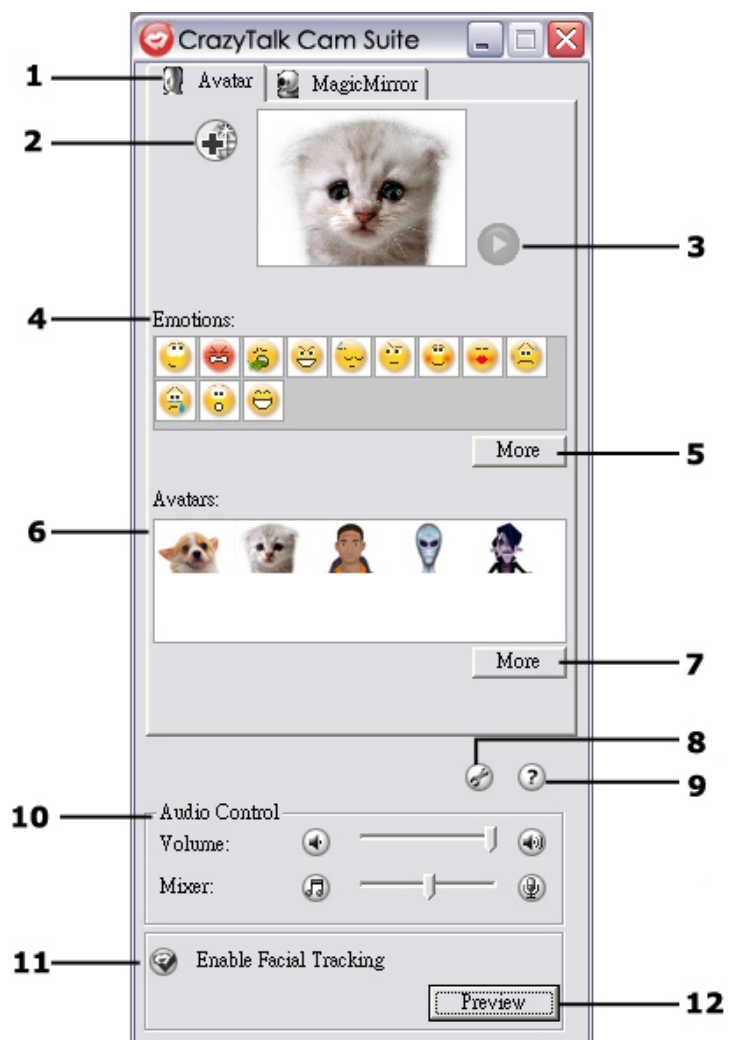 CrazyTalk Cam Suite
1
Avatar
MagicMirror
2
3
4
Emotions:
More
5
Avatars:
6
More
7
8
?
9
10
Audio Control
Volume:
Mixer:
11
Enable Facial Tracking
Preview
12